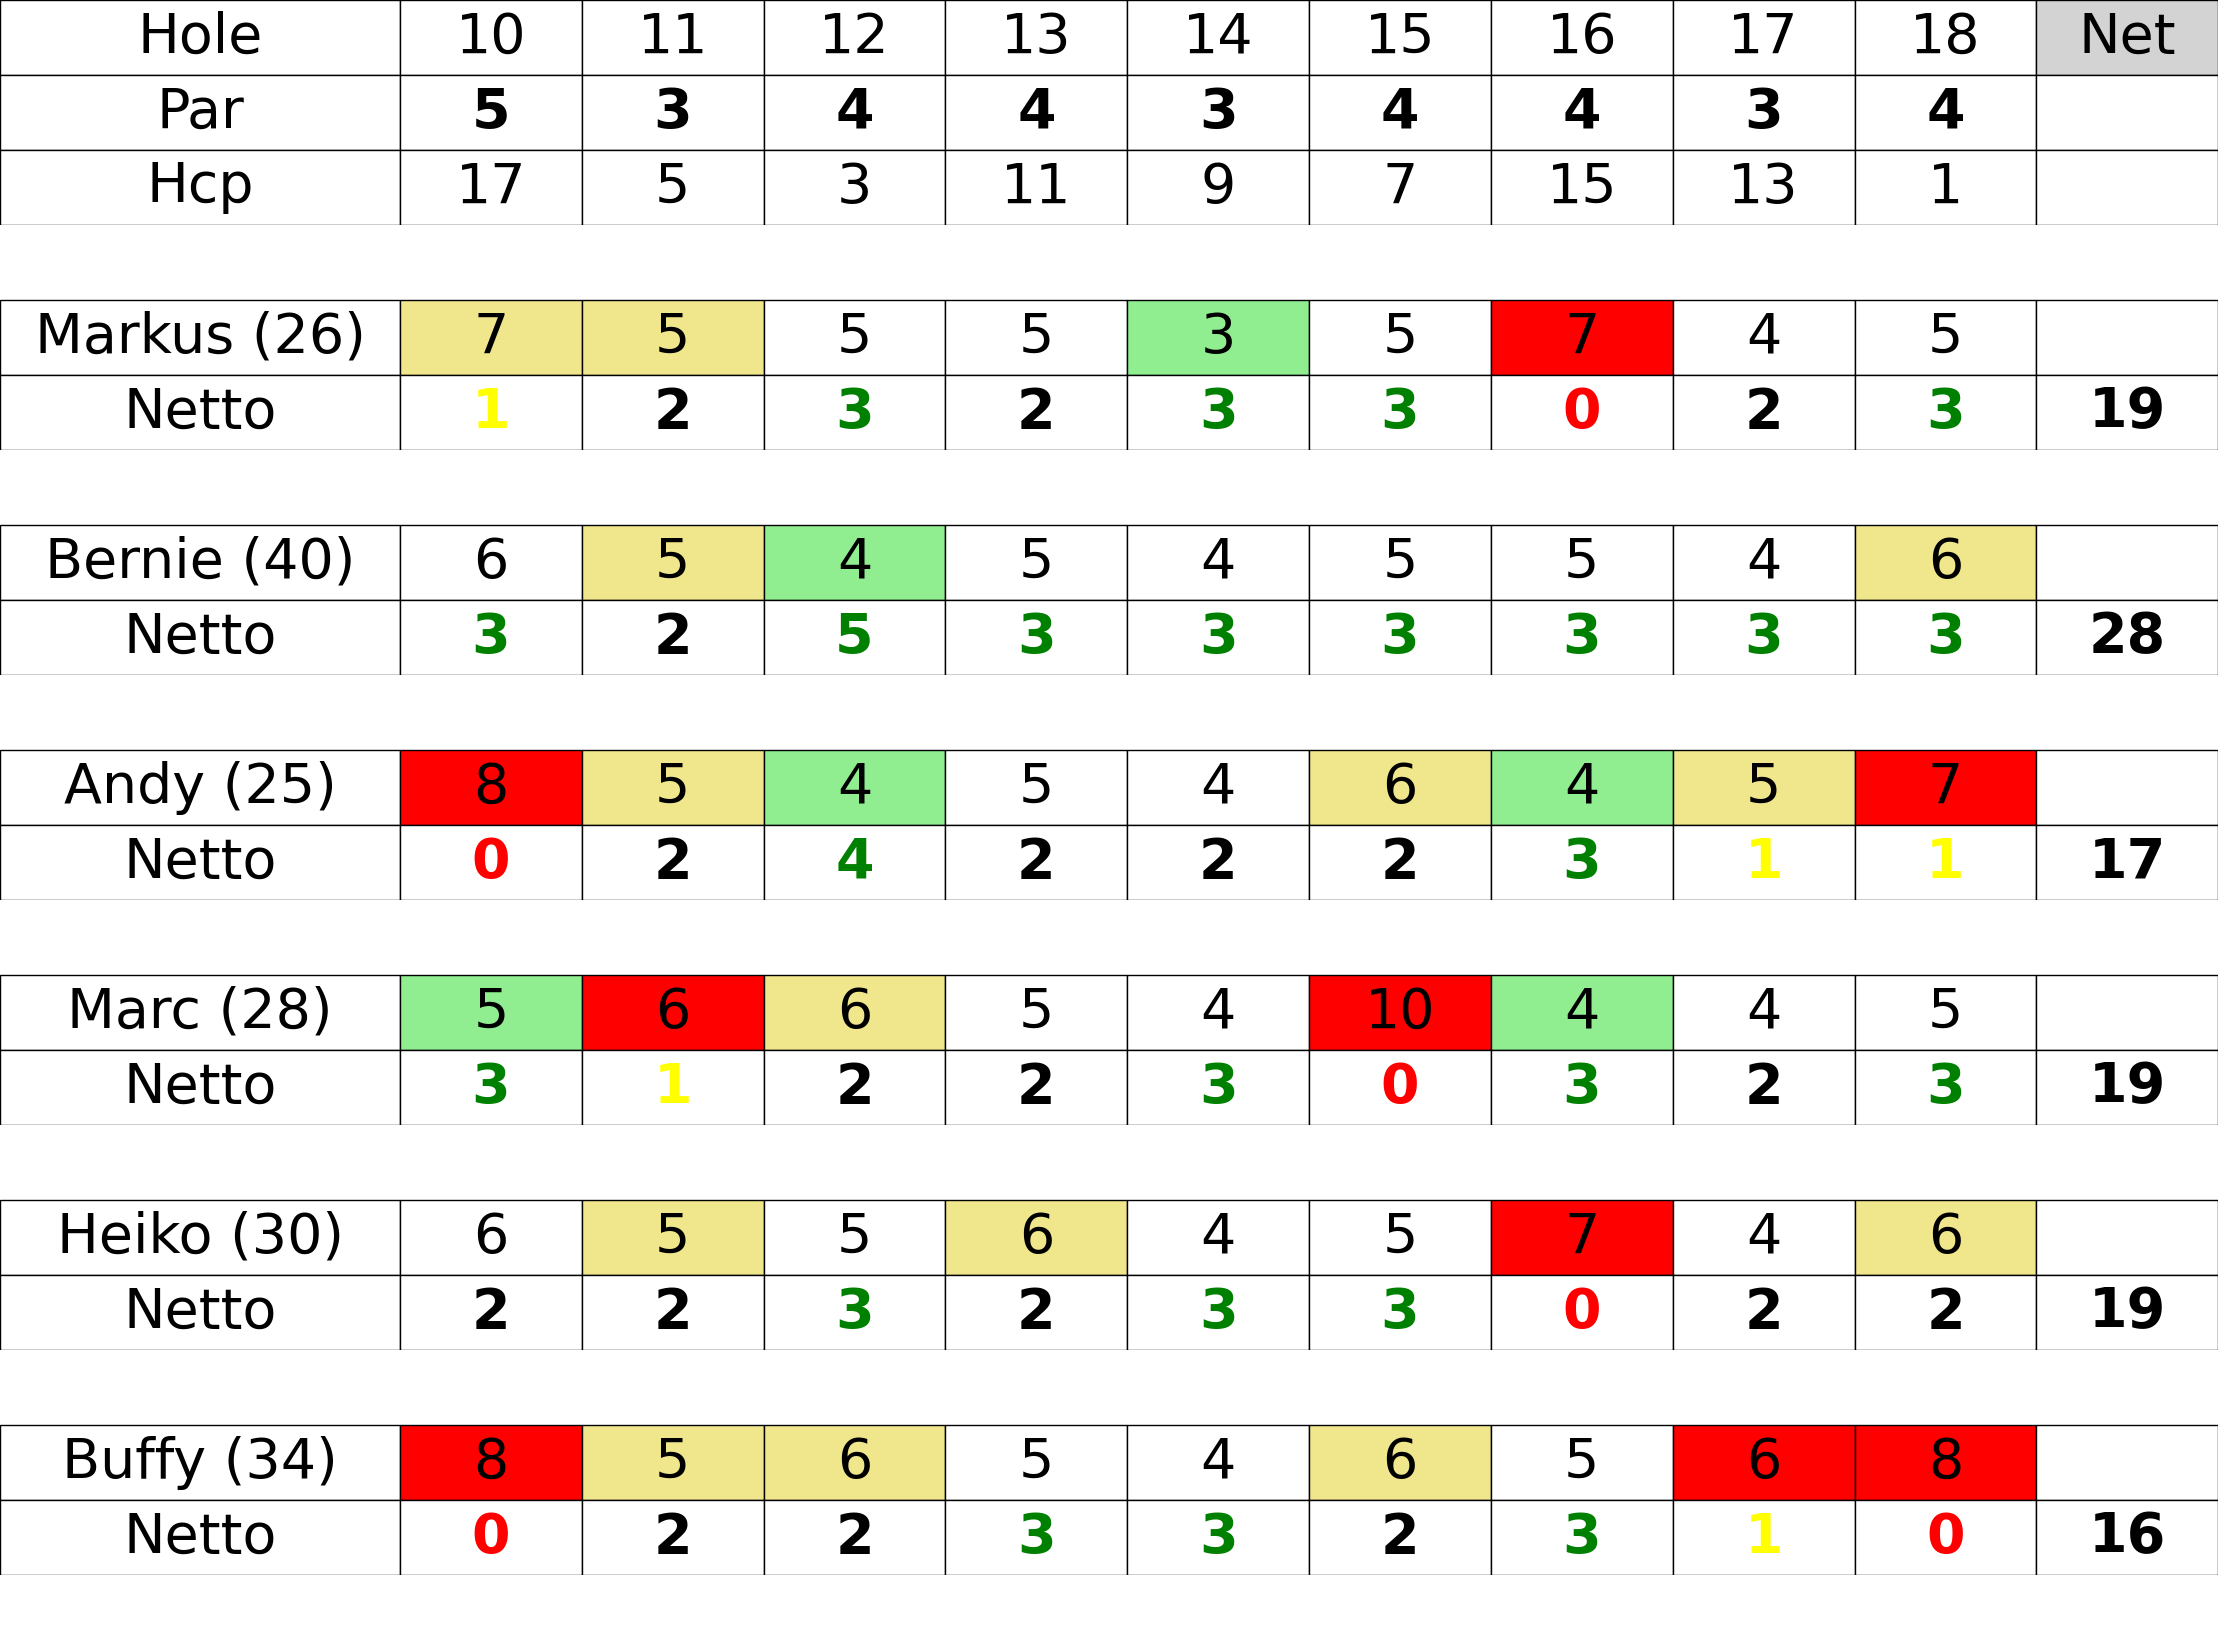 Hole 10 11 12 13 14 15 16 17 18 Net
Par 5 3 4 4 3 4 4 3 4
Hcp 17 5 3 11 9 7 15 13 1
Markus (26) 7 5 5 5 3 5 7 4 5
Netto 1 2 3 2 3 3 0 2 3 19
Bernie (40) 6 5 4 5 4 5 5 4 6
Netto 3 2 5 3 3 3 3 3 3 28
Andy (25) 8 5 4 5 4 6 4 5 7
Netto 0 2 4 2 2 2 3 1 1 17
Marc (28) 5 6 6 5 4 10 4 4 5
Netto 3 1 2 2 3 0 3 2 3 19
Heiko (30) 6 5 5 6 4 5 7 4 6
Netto 2 2 3 2 3 3 0 2 2 19
Buffy (34) 8 5 6 5 4 6 5 6 8
Netto 0 2 2 3 3 2 3 1 0 16